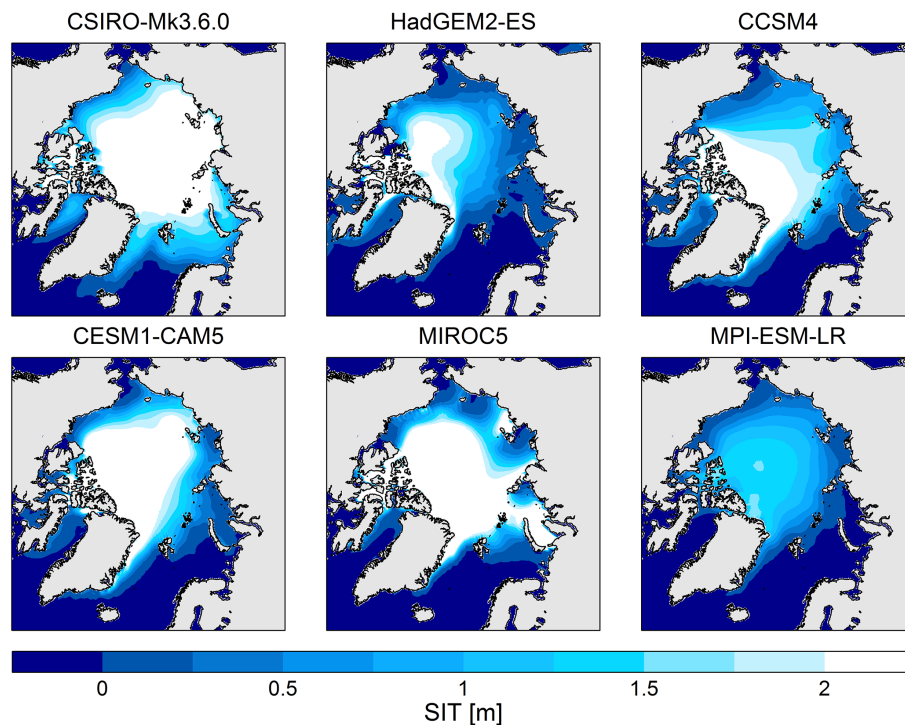 CSIRO-Mk3.6.0 HadGEM2-ES CCSM4
CESM1-CAM5 MIROC5 MPI-ESM-LR
0 0.5 1 1.5 2
SIT [m]